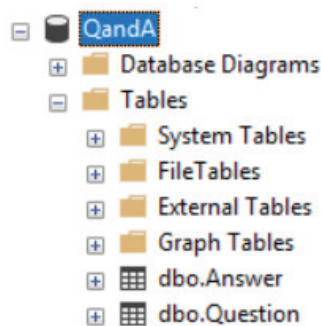 QandA
Database Diagrams
Tables
System Tables
FileTables
External Tables
Graph Tables
dbo.Answer
dbo.Question